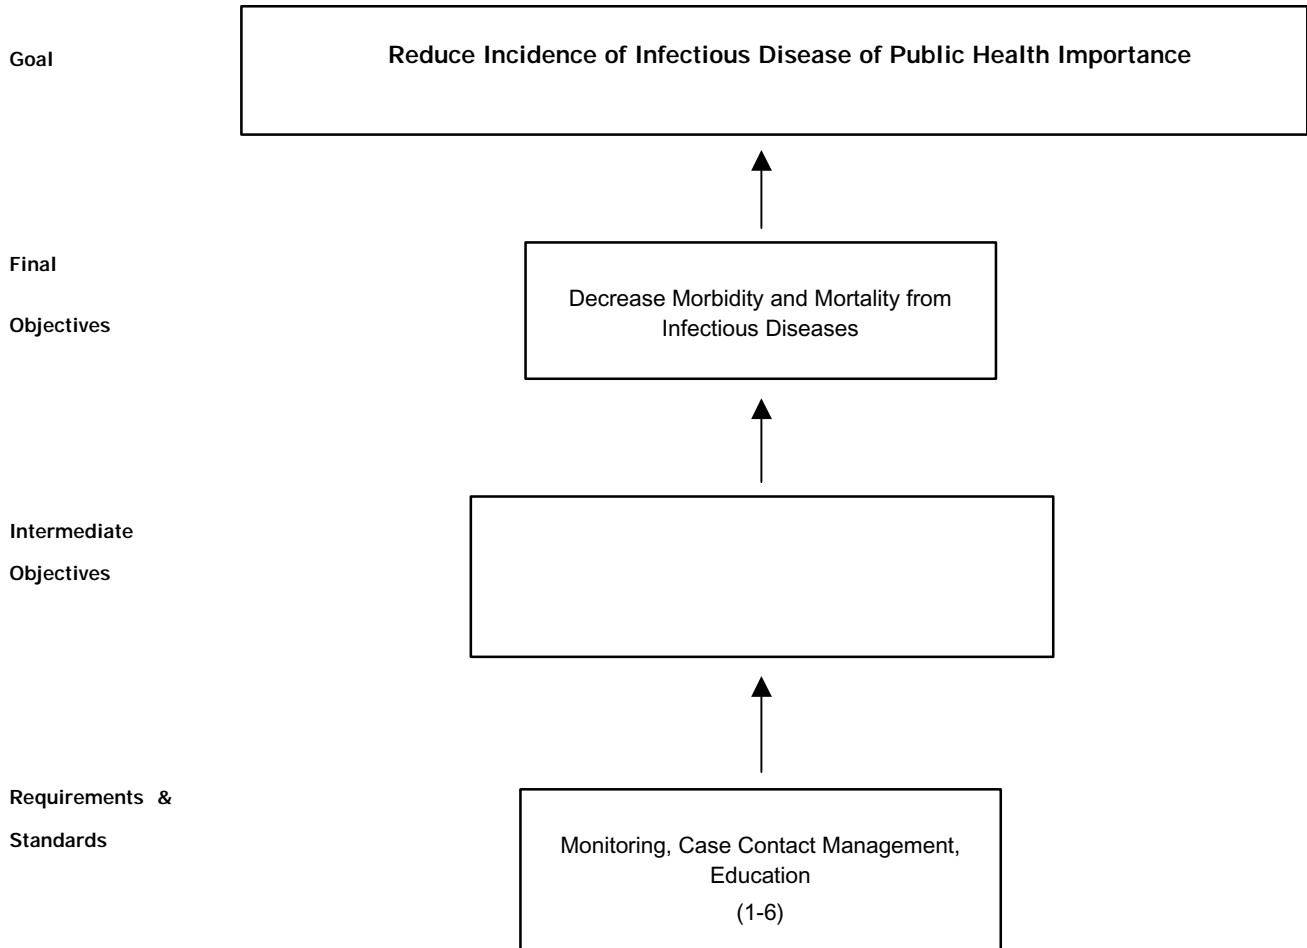 Goal
Reduce Incidence of Infectious Disease of Public Health Importance
Final
Objectives
Decrease Morbidity and Mortality from
Infectious Diseases
Intermediate
Objectives
Requirements &
Standards
Monitoring, Case Contact Management,
Education
(1-6)